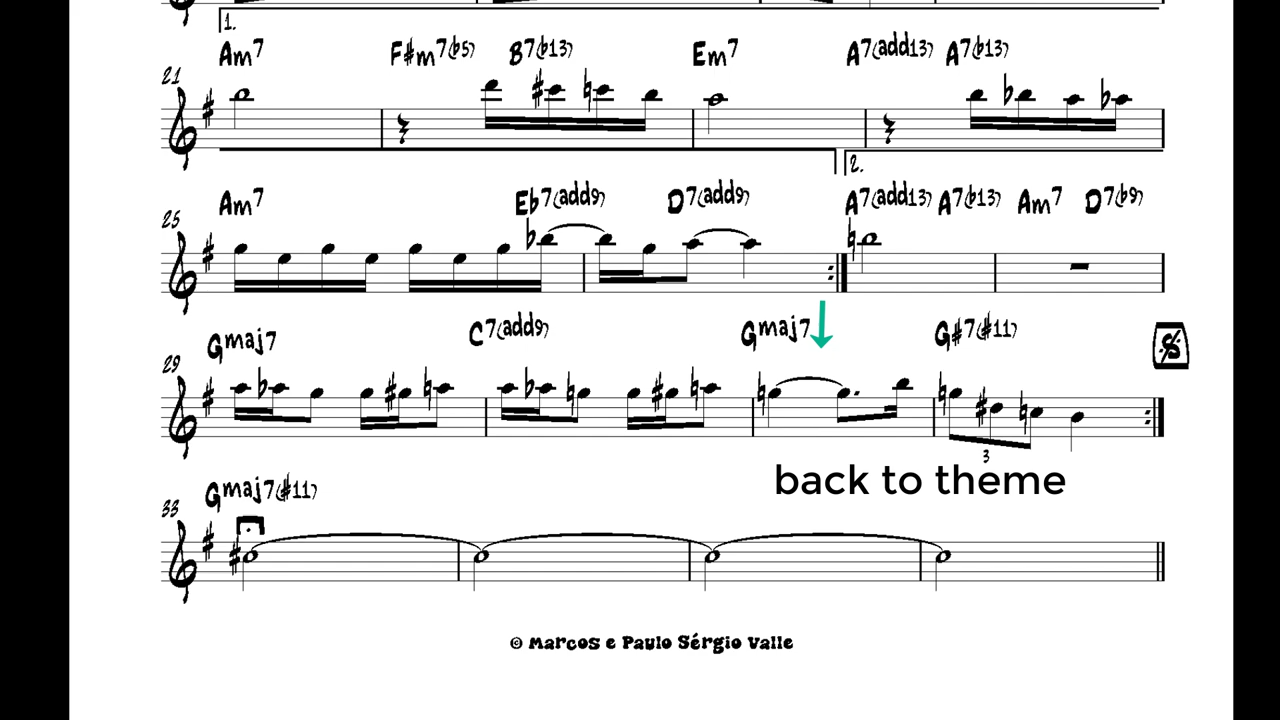 1.
Am7 F#m7(b5) B7(b13) Em7 A7(add13) A7(b13)
21
2.
Am7 Eb7(add9) D7(add9) A7(add13) A7(b13) Am7 D7(b9)
25
Gmaj7 C7(add9) Gmaj7 G#7(#11)
29
3
back to theme
Gmaj7(#11)
33
© Marcos e Paulo Sérgio Valle